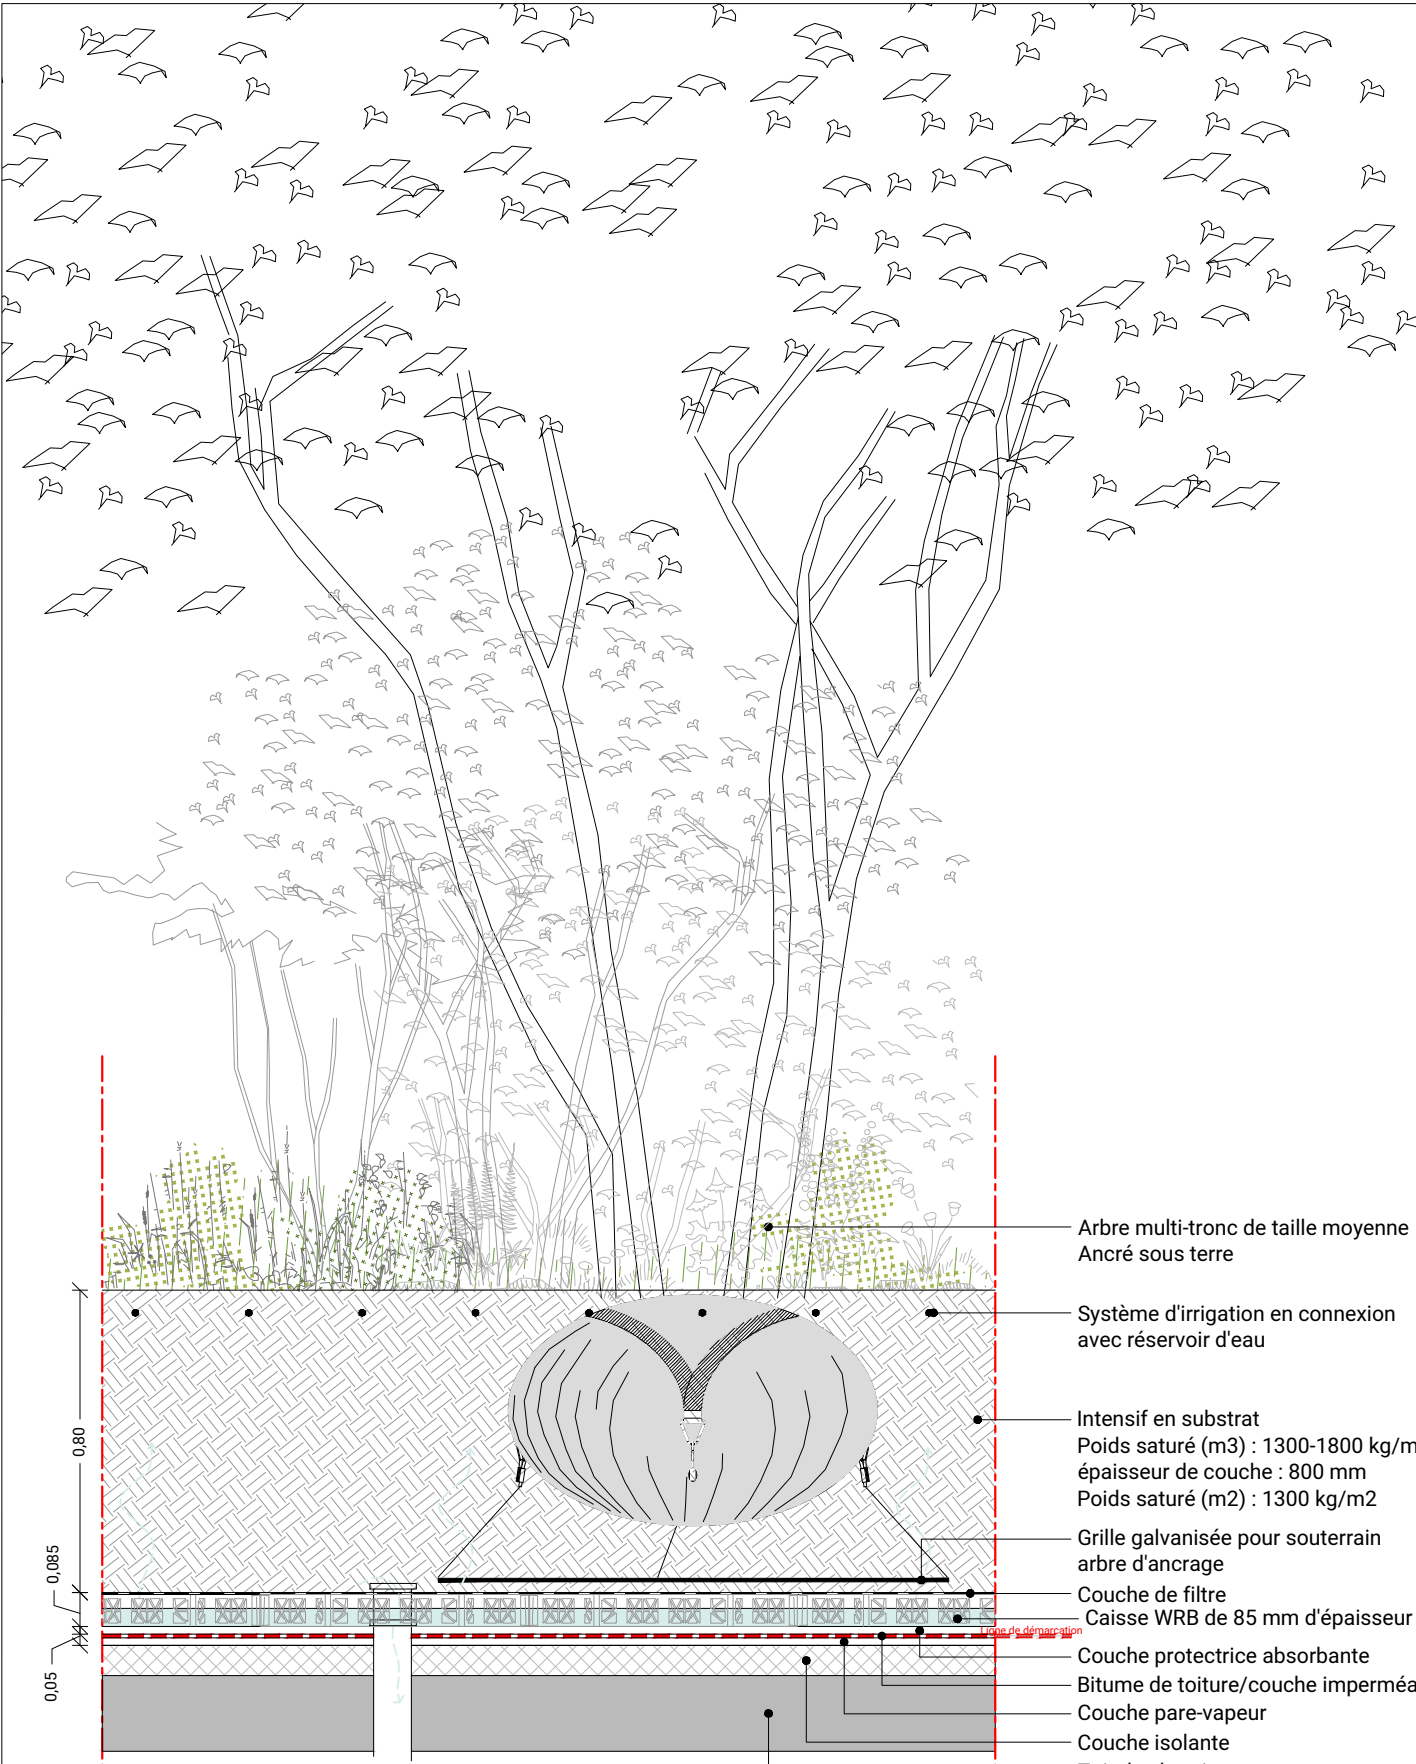 Arbre multi-tronc de taille moyenne
Ancré sous terre
Système d'irrigation en connexion
avec réservoir d'eau
Intensif en substrat
Poids saturé (m3) : 1300-1800 kg/m
épaisseur de couche : 800 mm
Poids saturé (m2) : 1300 kg/m2
Grille galvanisée pour souterrain
arbre d'ancrage
Couche de filtre
Caisse WRB de 85 mm d'épaisseur
Ligne de démarcation
Couche protectrice absorbante
Bitume de toiture/couche imperméa
Couche pare-vapeur
Couche isolante
0,80
0,085
0,05